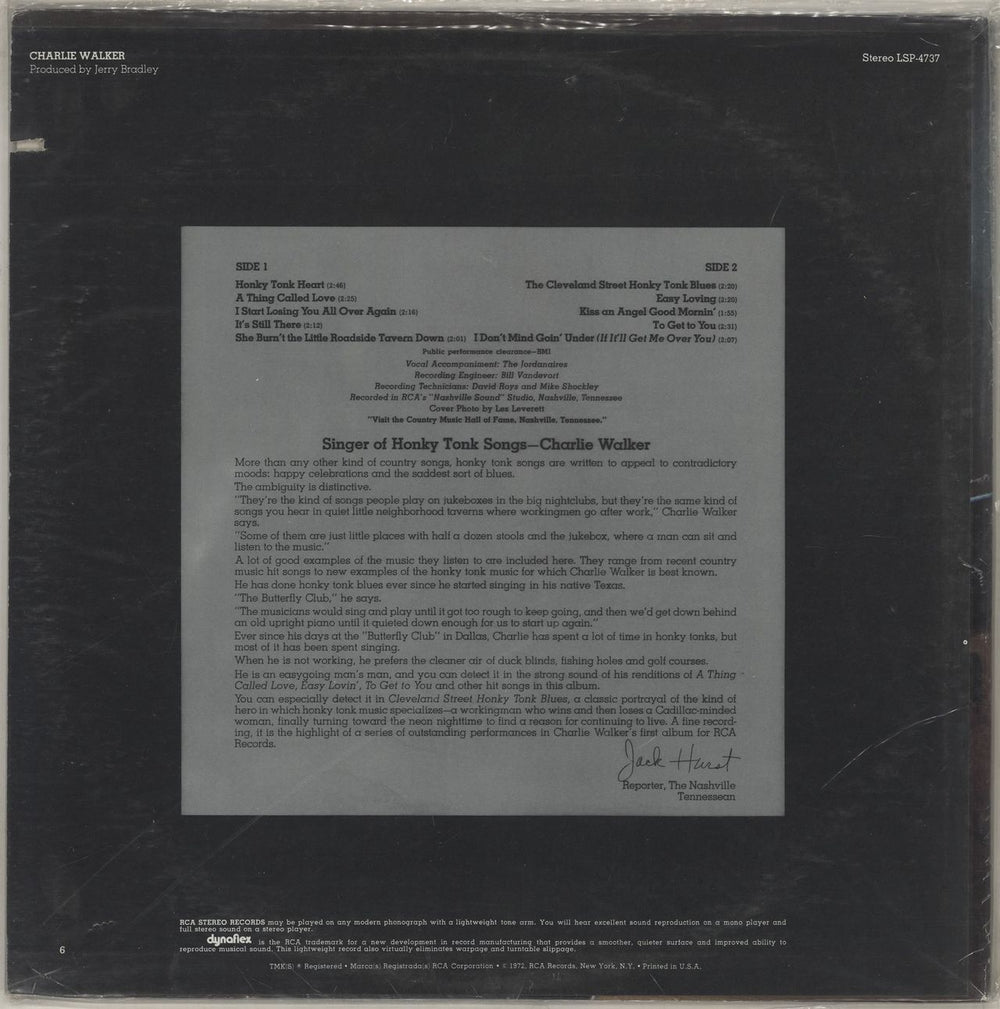 CHARLIE WALKER
Produced by Jerry Bradley
Stereo LSP-4737
SIDE 1
Honky Tonk Heart (2:46)
A Thing Called Love (2:25)
I Start Losing You All Over Again (2:16)
It's Still There (2:12)
She Burn't the Little Roadside Tavern Down (2:01)
SIDE 2
The Cleveland Street Honky Tonk Blues (2:20)
Easy Loving (2:26)
Kiss an Angel Good Mornin' (1:55)
To Get to You (2:31)
I Don't Mind Goin' Under (If It'll Get Me Over You) (2:07)
Public performance clearance—BMI
Vocal Accompaniment: The Jordanaires
Recording Engineer: Bill Vandevort
Recording Technicians: David Roys and Mike Shockley
Recorded in RCA's "Nashville Sound" Studio, Nashville, Tennessee
Cover Photo by Les Leverett
"Visit the Country Music Hall of Fame, Nashville, Tennessee."
Singer of Honky Tonk Songs—Charlie Walker
More than any other kind of country songs, honky tonk songs are written to appeal to contradictory
moods: happy celebrations and the saddest sort of blues.
The ambiguity is distinctive.
"They're the kind of songs people play on jukeboxes in the big nightclubs, but they're the same kind of
songs you hear in quiet little neighborhood taverns where workingmen go after work," Charlie Walker
says.
"Some of them are just little places with half a dozen stools and the jukebox, where a man can sit and
listen to the music."
A lot of good examples of the music they listen to are included here. They range from recent country
music hit songs to new examples of the honky tonk music for which Charlie Walker is best known.
He has done honky tonk blues ever since he started singing in his native Texas.
"The Butterfly Club," he says.
"The musicians would sing and play until it got too rough to keep going, and then we'd get down behind
an old upright piano until it quieted down enough for us to start up again."
Ever since his days at the "Butterfly Club" in Dallas, Charlie has spent a lot of time in honky tonks, but
most of it has been spent singing.
When he is not working, he prefers the cleaner air of duck blinds, fishing holes and golf courses.
He is an easygoing man's man, and you can detect it in the strong sound of his renditions of A Thing
Called Love, Easy Lovin', To Get to You and other hit songs in this album.
You can especially detect it in Cleveland Street Honky Tonk Blues, a classic portrayal of the kind of
hero in which honky tonk music specializes—a workingman who wins and then loses a Cadillac-minded
woman, finally turning toward the neon nighttime to find a reason for continuing to live. A fine record-
ing, it is the highlight of a series of outstanding performances in Charlie Walker's first album for RCA
Records.
Jack Hurst
Reporter, The Nashville
Tennessean
RCA STEREO RECORDS may be played on any modern phonograph with a lightweight tone arm. You will hear excellent sound reproduction on a mono player and
full stereo sound on a stereo player.
dynaflex is the RCA trademark for a new development in record manufacturing that provides a smoother, quieter surface and improved ability to
reproduce musical sound. This lightweight record also virtually eliminates warpage and turntable slippage.
6
TMK(S) ® Registered • Marca(s) Registrada(s) RCA Corporation • © 1972, RCA Records, New York, N.Y. • Printed in U.S.A.